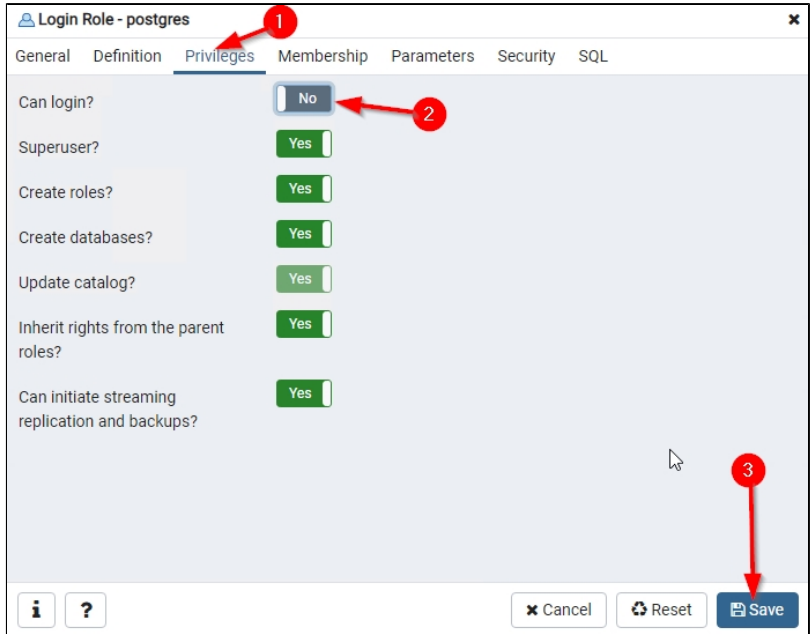 Login Role - postgres
1
General Definition Privileges Membership Parameters Security SQL
Can login? No
2
Superuser? Yes
Create roles? Yes
Create databases? Yes
Update catalog? Yes
Inherit rights from the parent Yes
roles?
Can initiate streaming Yes
replication and backups?
3
i ? Cancel Reset Save